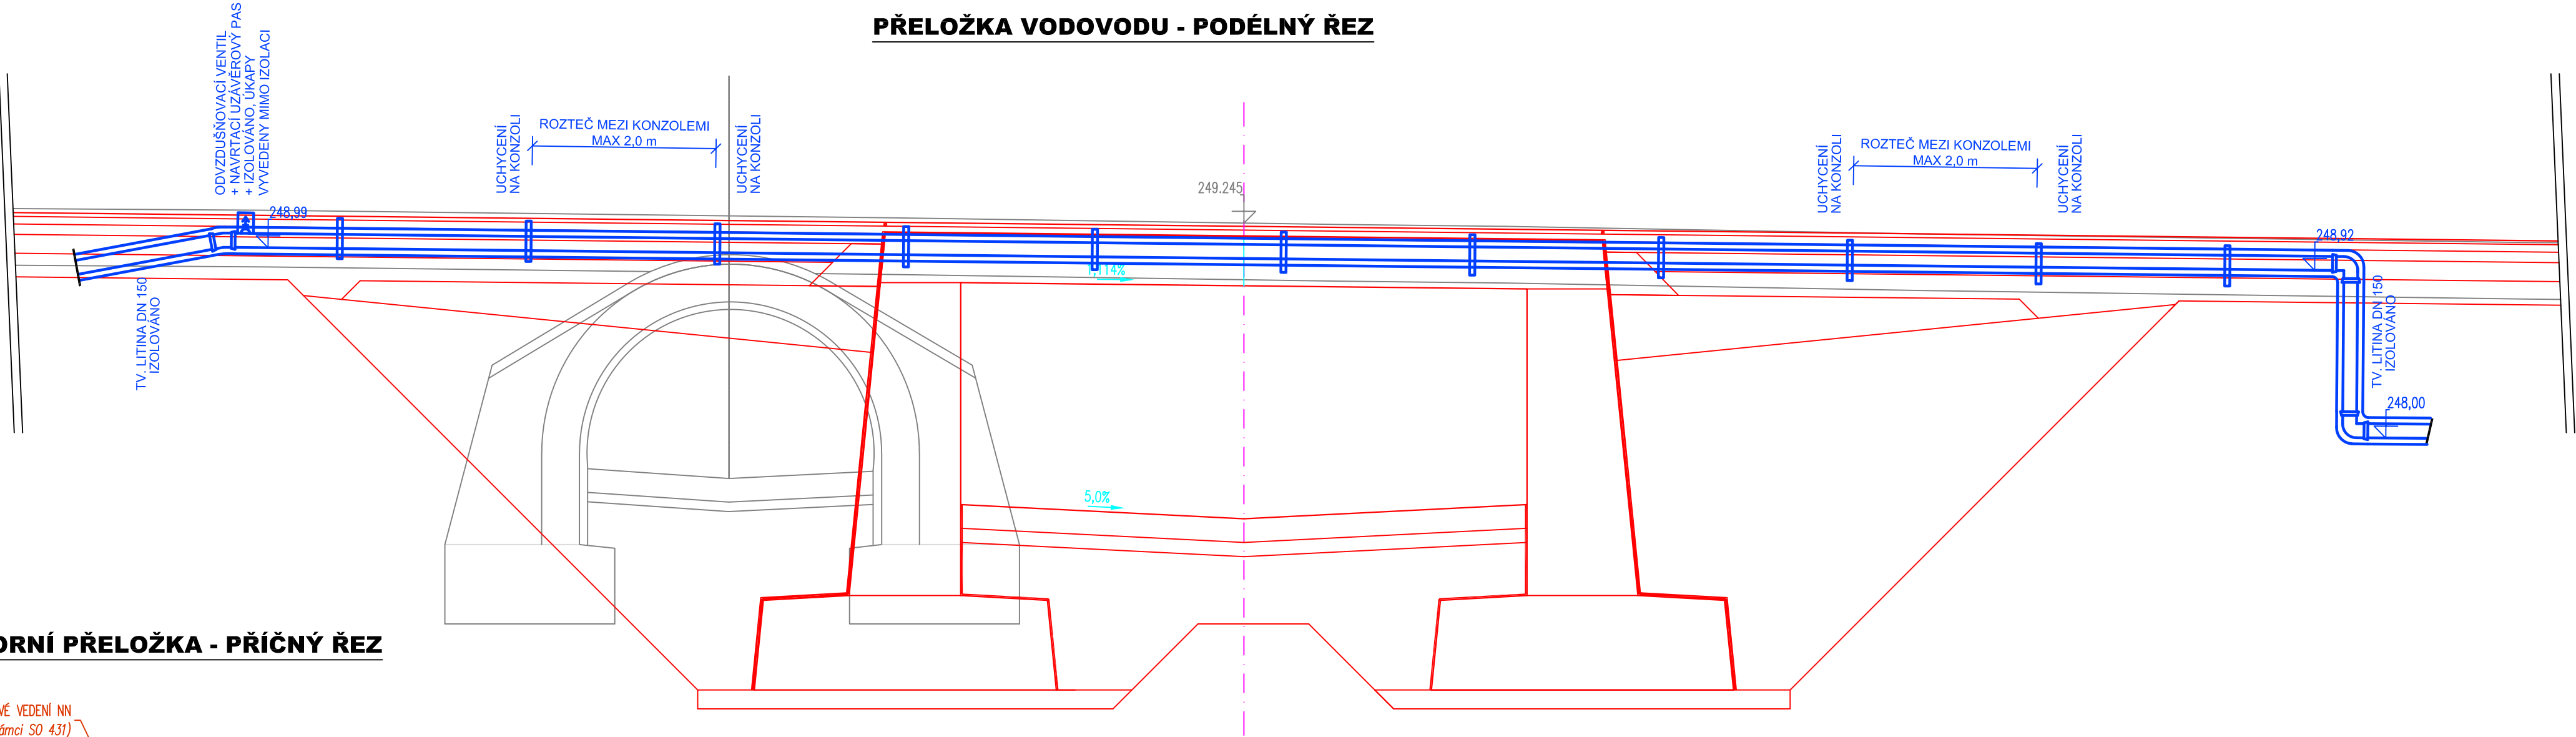 PŘELOŽKA VODOVODU - PODÉLNÝ ŘEZ
ODVZDUŠŇOVACÍ VENTIL
+ NAVRTACÍ UZÁVĚROVÝ PAS
+ IZOLOVÁNO, ÚKAPY
VYVEDENY MIMO IZOLACI
UCHYCENÍ
NA KONZOLI
ROZTEČ MEZI KONZOLEMI
MAX 2,0 m
UCHYCENÍ
NA KONZOLI
249.245
UCHYCENÍ
NA KONZOLI
ROZTEČ MEZI KONZOLEMI
MAX 2,0 m
UCHYCENÍ
NA KONZOLI
248,99
248,92
1,114%
TV. LITINA DN 150
IZOLOVÁNO
TV. LITINA DN 150
IZOLOVÁNO
248,00
5,0%
ORNÍ PŘELOŽKA - PŘÍČNÝ ŘEZ
VÉ VEDENÍ NN
ámci SO 431)